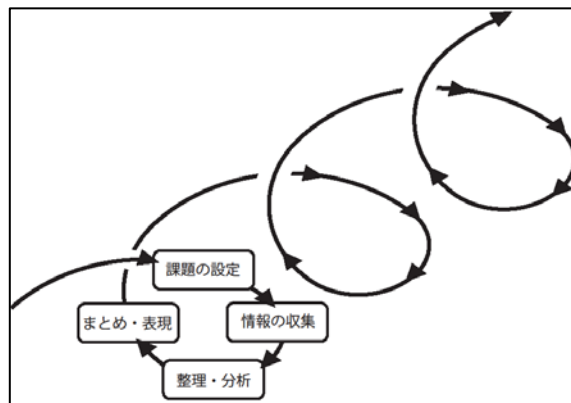 課題の設定
情報の収集
整理・分析
まとめ・表現